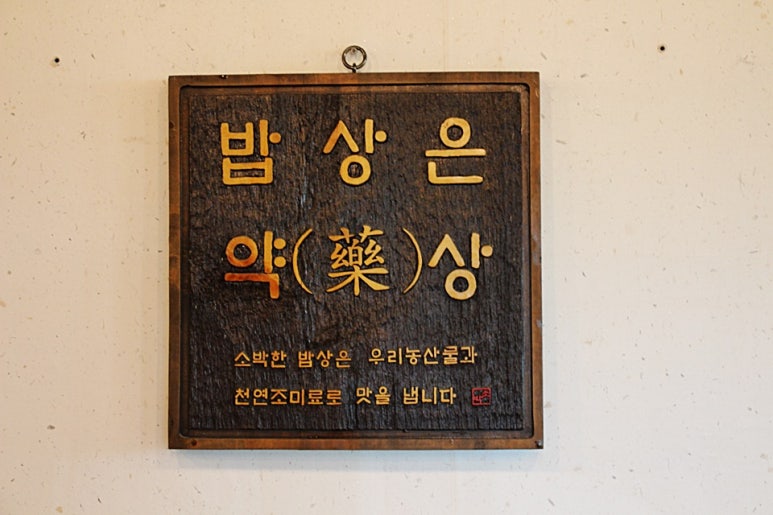 밥상은
약(藥)상
소박한 밥상은 우리농산물과
천연조미료로 맛을 냅니다